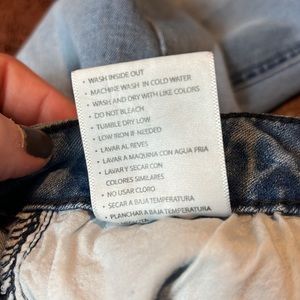 • WASH INSIDE OUT
• MACHINE WASH IN COLD WATER
• WASH AND DRY WITH LIKE COLORS
• DO NOT BLEACH
• TUMBLE DRY LOW
• LOW IRON IF NEEDED
• LAVAR AL REVES
• LAVAR A MAQUINA CON AGUA FRIA
• LAVAR Y SECAR CON
COLORES SIMILARES
• NO USAR CLORO
• SECAR A BAJA TEMPERATURA
• PLANCHAR A BAJA TEMPERATURA